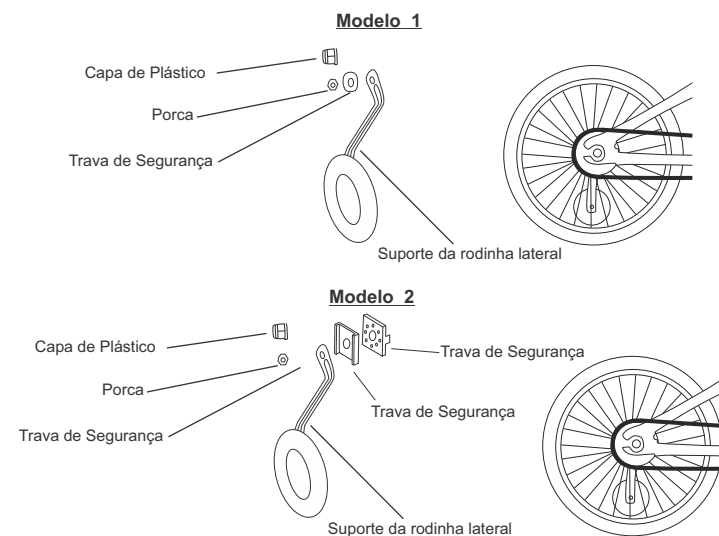 Modelo 1
Capa de Plástico
Porca
Trava de Segurança
Suporte da rodinha lateral
Modelo 2
Capa de Plástico
Trava de Segurança
Porca
Trava de Segurança
Trava de Segurança
Suporte da rodinha lateral